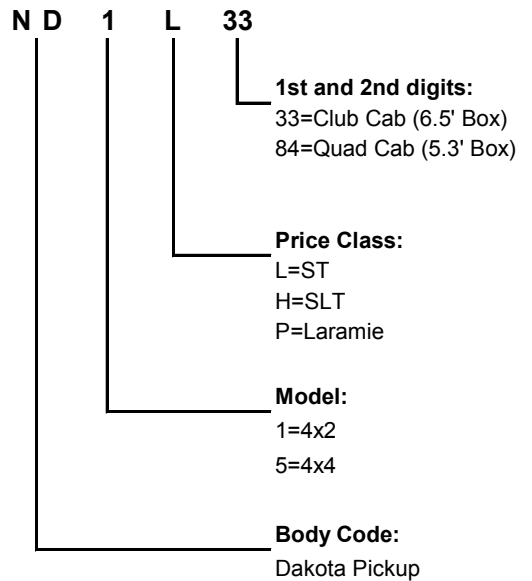 N D 1 L 33
1st and 2nd digits:
33=Club Cab (6.5' Box)
84=Quad Cab (5.3' Box)
Price Class:
L=ST
H=SLT
P=Laramie
Model:
1=4x2
5=4x4
Body Code:
Dakota Pickup